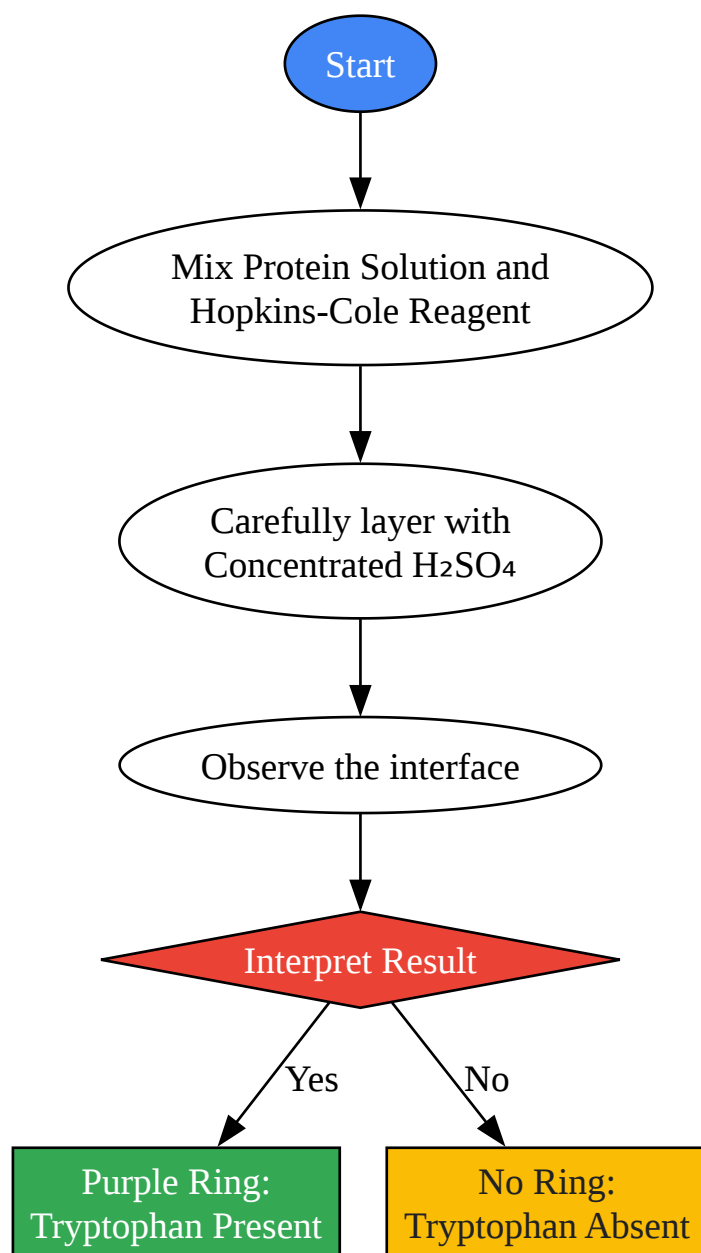 Start
Mix Protein Solution and
Hopkins-Cole Reagent
Carefully layer with
Concentrated H₂SO₄
Observe the interface
Interpret Result
Yes
No
Purple Ring:
Tryptophan Present
No Ring:
Tryptophan Absent